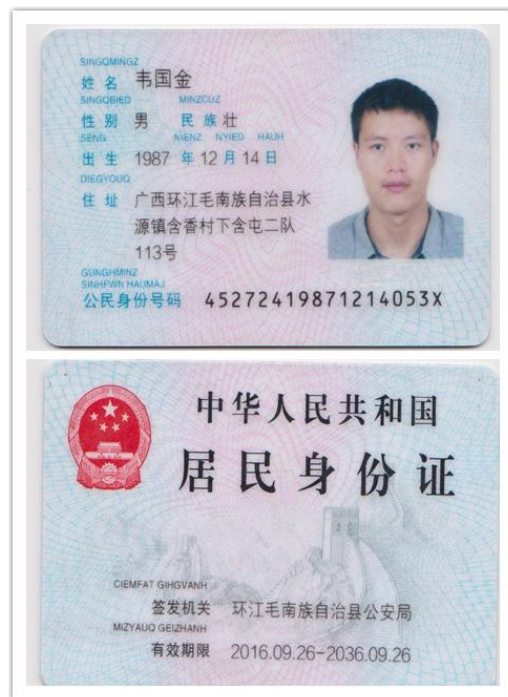 SINGQMINGZ
姓 名 韦国金
SINGQBIED MINZCUZ
性 别 男 民 族 壮
SENG NIENZ NYIED HAUH
出 生 1987 年 12 月 14 日
DIEGYOUQ
住 址 广西环江毛南族自治县水
源镇含香村下含屯二队
113号
GUNGHMINZ
SINHFWN HAUMAJ
公民身份号码 45272419871214053X
中华人民共和国
居民身份证
CIEMFAT GIHGVANH
签发机关 环江毛南族自治县公安局
MIZYAUQ GEIZHANH
有效期限 2016.09.26-2036.09.26